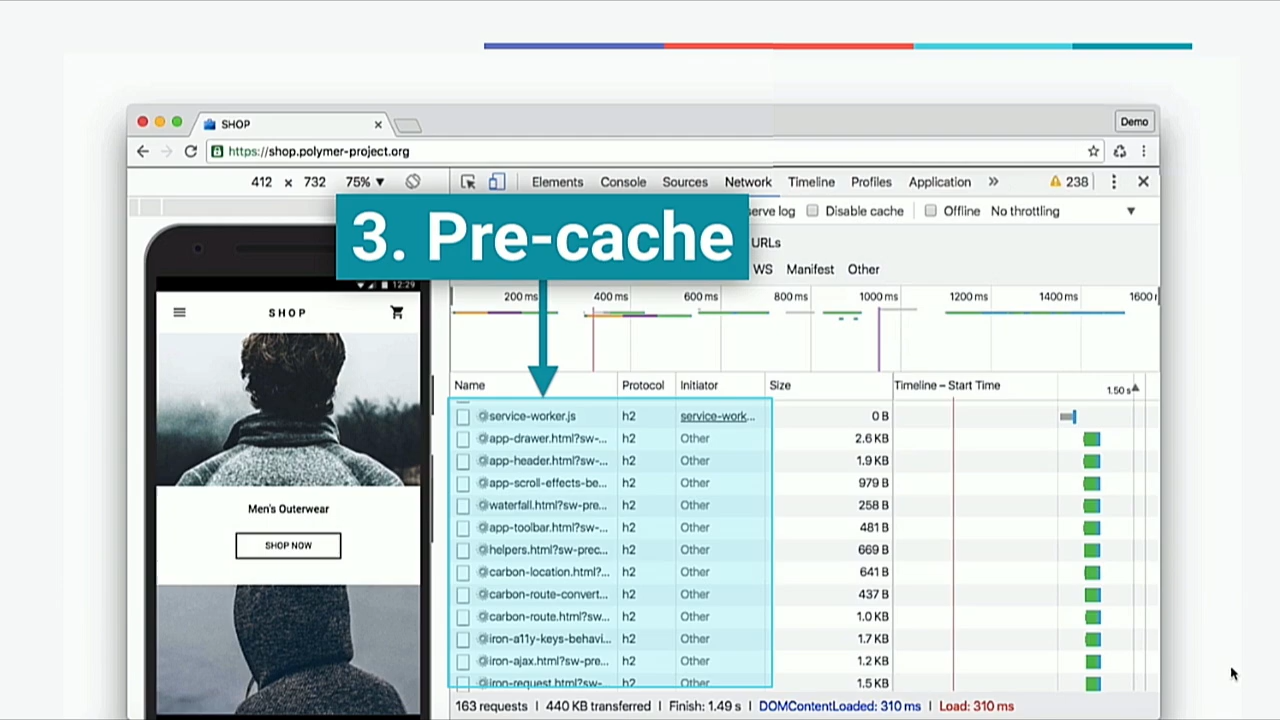 SHOP
Demo
https://shop.polymer-project.org
412 × 732 75% ▼
Elements Console Sources Network Timeline Profiles Application » 238
3. Pre-cache
erve log Disable cache Offline No throttling
URLs
WS Manifest Other
12:29
200 ms 400 ms 600 ms 800 ms 1000 ms 1200 ms 1400 ms 1600 r
SHOP
Name Protocol Initiator Size Timeline – Start Time 1.50 s
service-worker.js h2 service-work... 0 B
app-drawer.html?sw-... h2 Other 2.6 KB
app-header.html?sw-... h2 Other 1.9 KB
app-scroll-effects-be... h2 Other 979 B
waterfall.html?sw-pre... h2 Other 258 B
app-toolbar.html?sw-... h2 Other 481 B
helpers.html?sw-prec... h2 Other 669 B
carbon-location.html?... h2 Other 641 B
carbon-route-convert... h2 Other 437 B
carbon-route.html?sw... h2 Other 1.0 KB
iron-a11y-keys-behavi... h2 Other 1.7 KB
iron-ajax.html?sw-pre... h2 Other 1.2 KB
iron-request.html?sw-... h2 Other 1.5 KB
Men's Outerwear
SHOP NOW
163 requests | 440 KB transferred | Finish: 1.49 s | DOMContentLoaded: 310 ms | Load: 310 ms